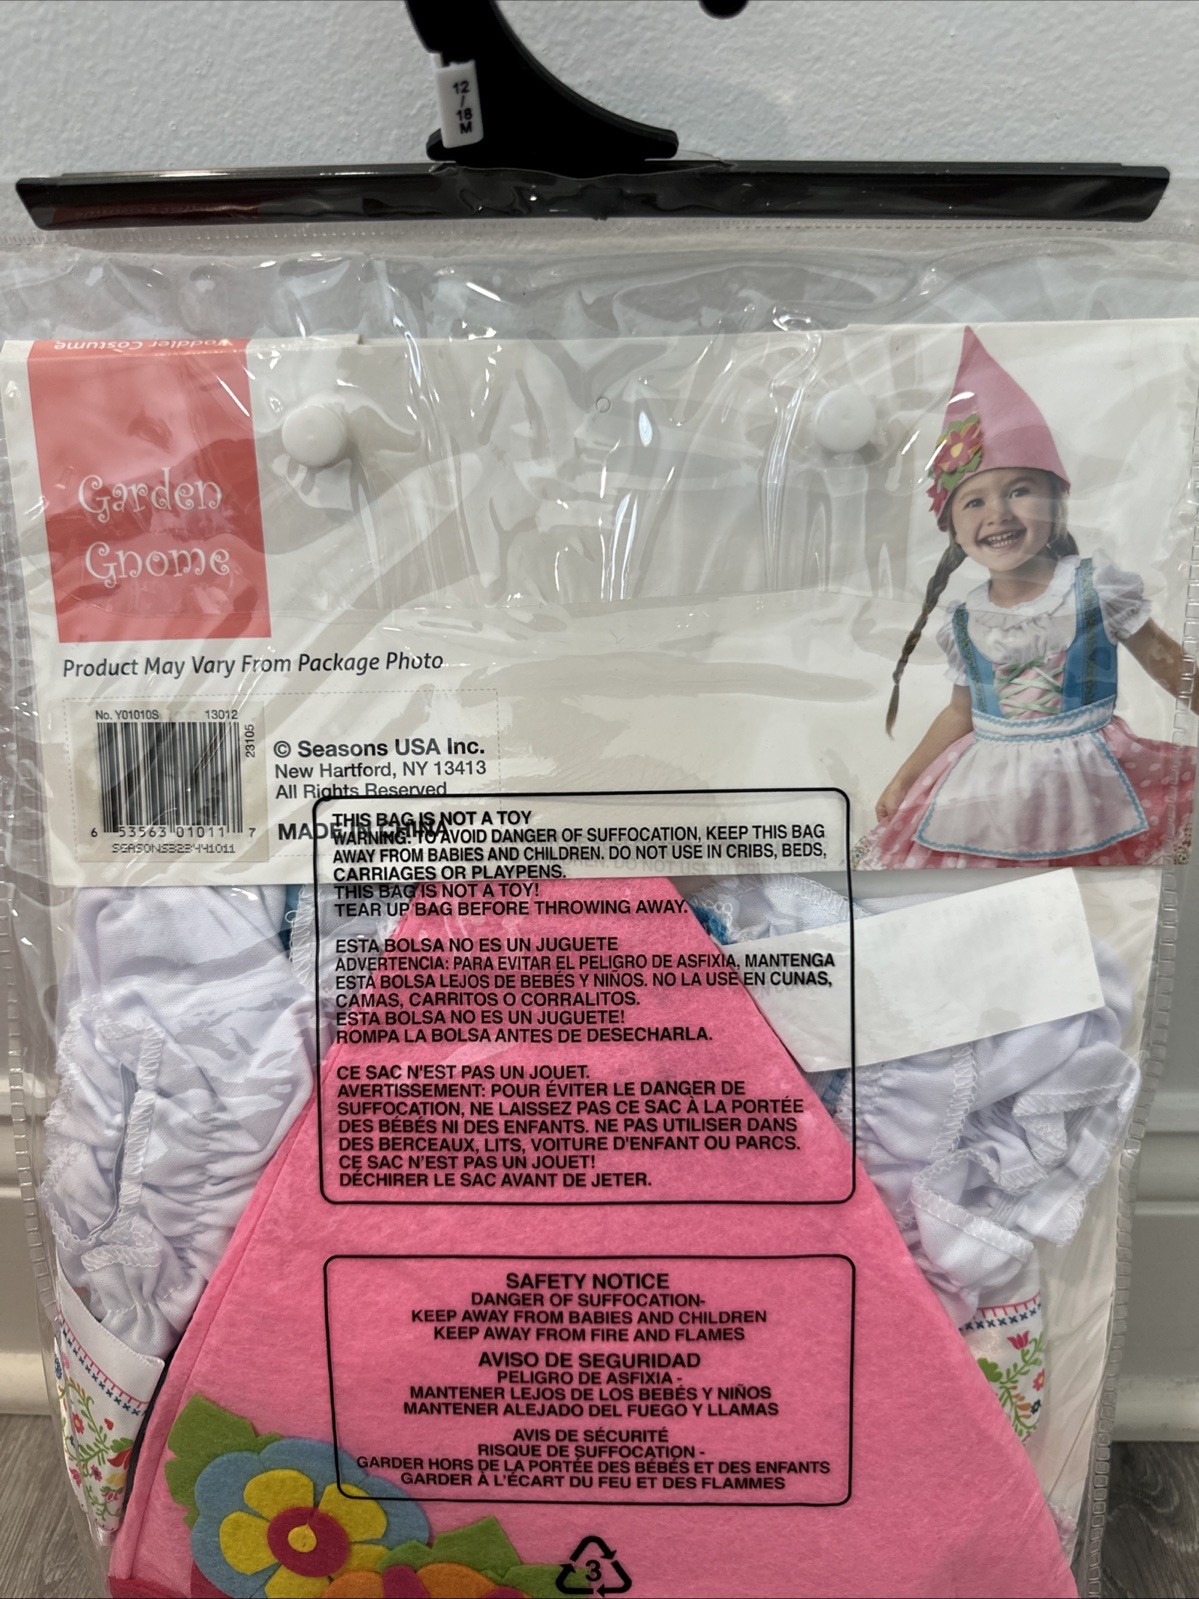 12
/
18
M
Toddler Costume
Garden
Gnome
Product May Vary From Package Photo
No. Y01010S 13012
23105
6 53563 01011 7
SEASONS323441011
© Seasons USA Inc.
New Hartford, NY 13413
All Rights Reserved
MADE IN CHINA
THIS BAG IS NOT A TOY
WARNING: TO AVOID DANGER OF SUFFOCATION, KEEP THIS BAG
AWAY FROM BABIES AND CHILDREN. DO NOT USE IN CRIBS, BEDS,
CARRIAGES OR PLAYPENS.
THIS BAG IS NOT A TOY!
TEAR UP BAG BEFORE THROWING AWAY.
ESTA BOLSA NO ES UN JUGUETE
ADVERTENCIA: PARA EVITAR EL PELIGRO DE ASFIXIA, MANTENGA
ESTÁ BOLSA LEJOS DE BEBÉS Y NIÑOS. NO LA USE EN CUNAS,
CAMAS, CARRITOS O CORRALITOS.
ESTA BOLSA NO ES UN JUGUETE!
ROMPA LA BOLSA ANTES DE DESECHARLA.
CE SAC N'EST PAS UN JOUET.
AVERTISSEMENT: POUR ÉVITER LE DANGER DE
SUFFOCATION, NE LAISSEZ PAS CE SAC À LA PORTÉE
DES BÉBÉS NI DES ENFANTS. NE PAS UTILISER DANS
DES BERCEAUX, LITS, VOITURE D'ENFANT OU PARCS.
CE SAC N'EST PAS UN JOUET!
DÉCHIRER LE SAC AVANT DE JETER.
SAFETY NOTICE
DANGER OF SUFFOCATION-
KEEP AWAY FROM BABIES AND CHILDREN
KEEP AWAY FROM FIRE AND FLAMES
AVISO DE SEGURIDAD
PELIGRO DE ASFIXIA -
MANTENER LEJOS DE LOS BEBÉS Y NIÑOS
MANTENER ALEJADO DEL FUEGO Y LLAMAS
AVIS DE SÉCURITÉ
RISQUE DE SUFFOCATION -
GARDER HORS DE LA PORTÉE DES BÉBÉS ET DES ENFANTS
GARDER À L'ÉCART DU FEU ET DES FLAMMES
3